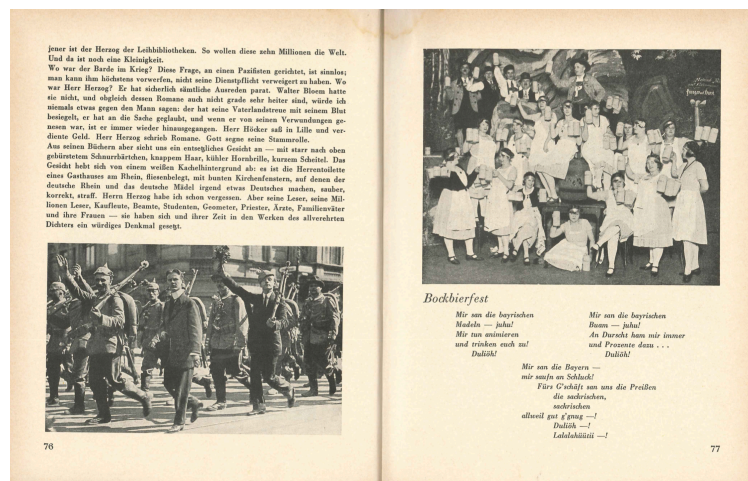 jener ist der Herzog der Leihbibliotheken. So wollen diese zehn Millionen die Welt.
Und da ist noch eine Kleinigkeit.
Wo war der Barde im Krieg? Diese Frage, an einen Pazifisten gerichtet, ist sinnlos;
man kann ihm höchstens vorwerfen, nicht seine Dienstpflicht verweigert zu haben. Wo
war Herr Herzog? Er hat sicherlich sämtliche Ausreden parat. Walter Bloem hatte
sie nicht, und obgleich dessen Romane auch nicht grade sehr heiter sind, würde ich
niemals etwas gegen den Mann sagen: der hat seine Vaterlandstreue mit seinem Blut
besiegelt, er hat an die Sache geglaubt, und wenn er von seinen Verwundungen ge-
nesen war, ist er immer wieder hinausgegangen. Herr Höcker saß in Lille und ver-
diente Geld. Herr Herzog schrieb Romane. Gott segne seine Stammrolle.
Aus seinen Büchern aber sieht uns ein entsetzliches Gesicht an — mit starr nach oben
gebürstetem Schnurrbärtchen, knappem Haar, kühler Hornbrille, kurzem Scheitel. Das
Gesicht hebt sich von einem weißen Kachelhintergrund ab: es ist die Herrentoilette
eines Gasthauses am Rhein, fliesenbelegt, mit bunten Kirchenfenstern, auf denen der
deutsche Rhein und das deutsche Mädel irgend etwas Deutsches machen, sauber,
korrekt, straff. Herrn Herzog habe ich schon vergessen. Aber seine Leser, seine Mil-
lionen Leser, Kaufleute, Beamte, Studenten, Geometer, Priester, Ärzte, Familienväter
und ihre Frauen — sie haben sich und ihrer Zeit in den Werken des allverehrten
Dichters ein würdiges Denkmal gesetzt.
76
Bockbierfest
Mir san die bayrischen
Madeln — juhu!
Mir tun animieren
und trinken euch zu!
Duliöh!
Mir san die bayrischen
Buam — juhu!
An Durscht ham mir immer
und Prozente dazu . . .
Duliöh!
Mir san die Bayern —
mir saufn an Schluck!
Fürs G'schäft san uns die Preißen
die sackrischen,
sackrischen
allweil gut g'gnug —!
Duliöh —!
Lalalahüütii —!
77